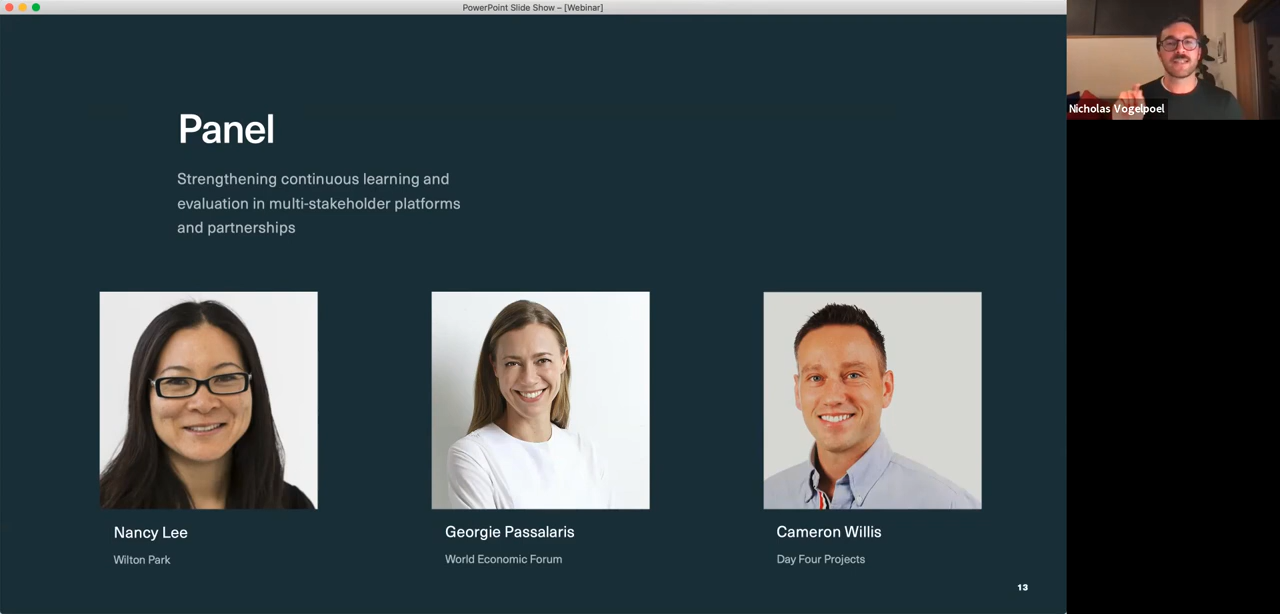 PowerPoint Slide Show – [Webinar]
Nicholas Vogelpoel
Panel
Strengthening continuous learning and
evaluation in multi-stakeholder platforms
and partnerships
Nancy Lee
Wilton Park
Georgie Passalaris
World Economic Forum
Cameron Willis
Day Four Projects
13